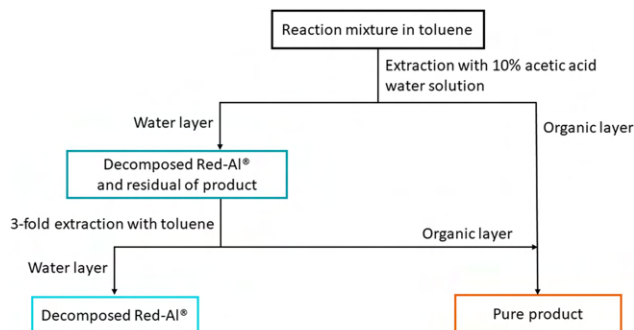 Reaction mixture in toluene
Extraction with 10% acetic acid
water solution
Water layer
Organic layer
Decomposed Red-Al®
and residual of product
3-fold extraction with toluene
Organic layer
Water layer
Decomposed Red-Al®
Pure product